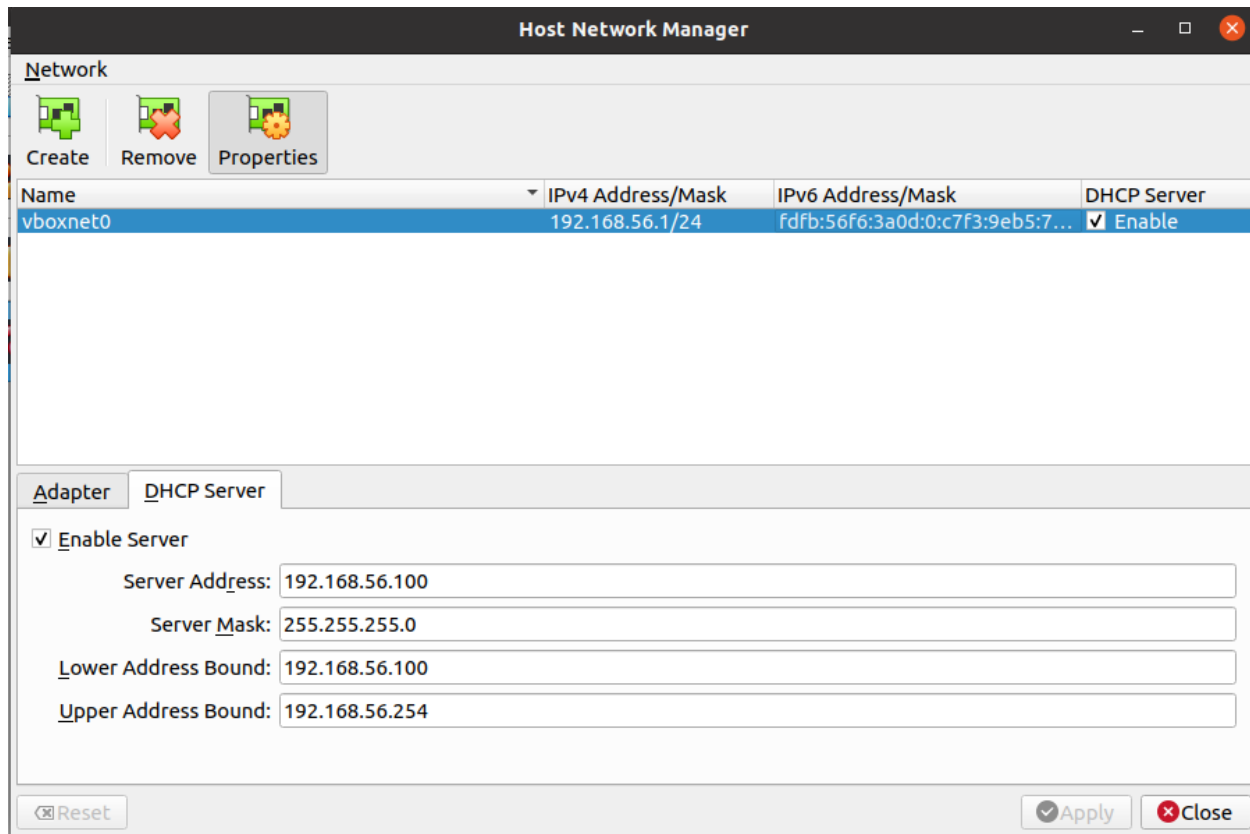 Host Network Manager
Network
Create Remove Properties
Name IPv4 Address/Mask IPv6 Address/Mask DHCP Server
vboxnet0 192.168.56.1/24 fdfb:56f6:3a0d:0:c7f3:9eb5:7... Enable
Adapter DHCP Server
Enable Server
Server Address: 192.168.56.100
Server Mask: 255.255.255.0
Lower Address Bound: 192.168.56.100
Upper Address Bound: 192.168.56.254
Reset Apply Close